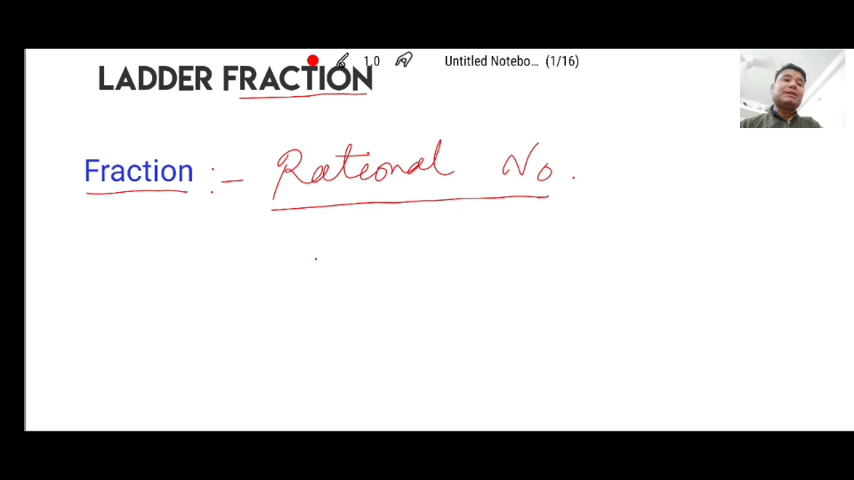 1.0 Untitled Notebo... (1/16)
LADDER FRACTION
Fraction :- Rational No.